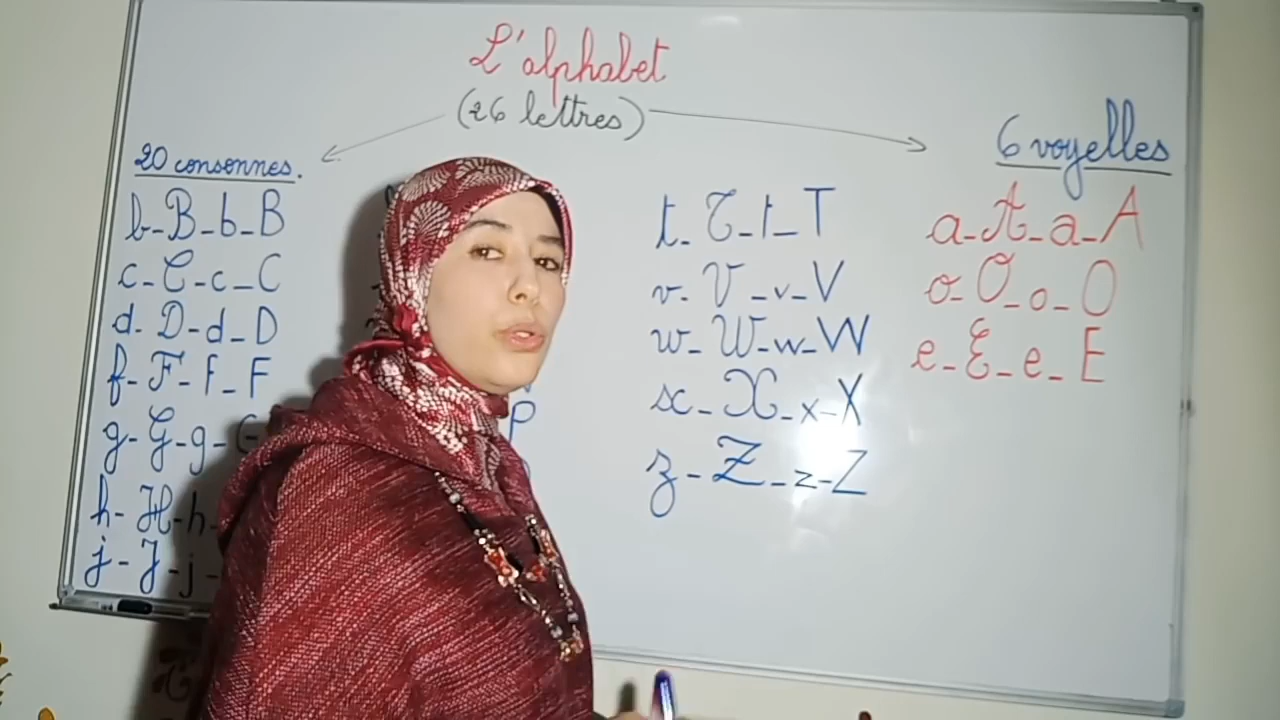 L'alphabet
(26 lettres)
20 consonnes.
b-B-b-B
c-C-c-C
d-D-d-D
f-F-f-F
g-G-g-G
h-H-h-
j-J-j-
P
t-T-t-T
v-V-v-V
w-W-w-W
x-X-x-X
z-Z-z-Z
6 voyelles
a-A-a-A
o-O-o-O
e-E-e-E